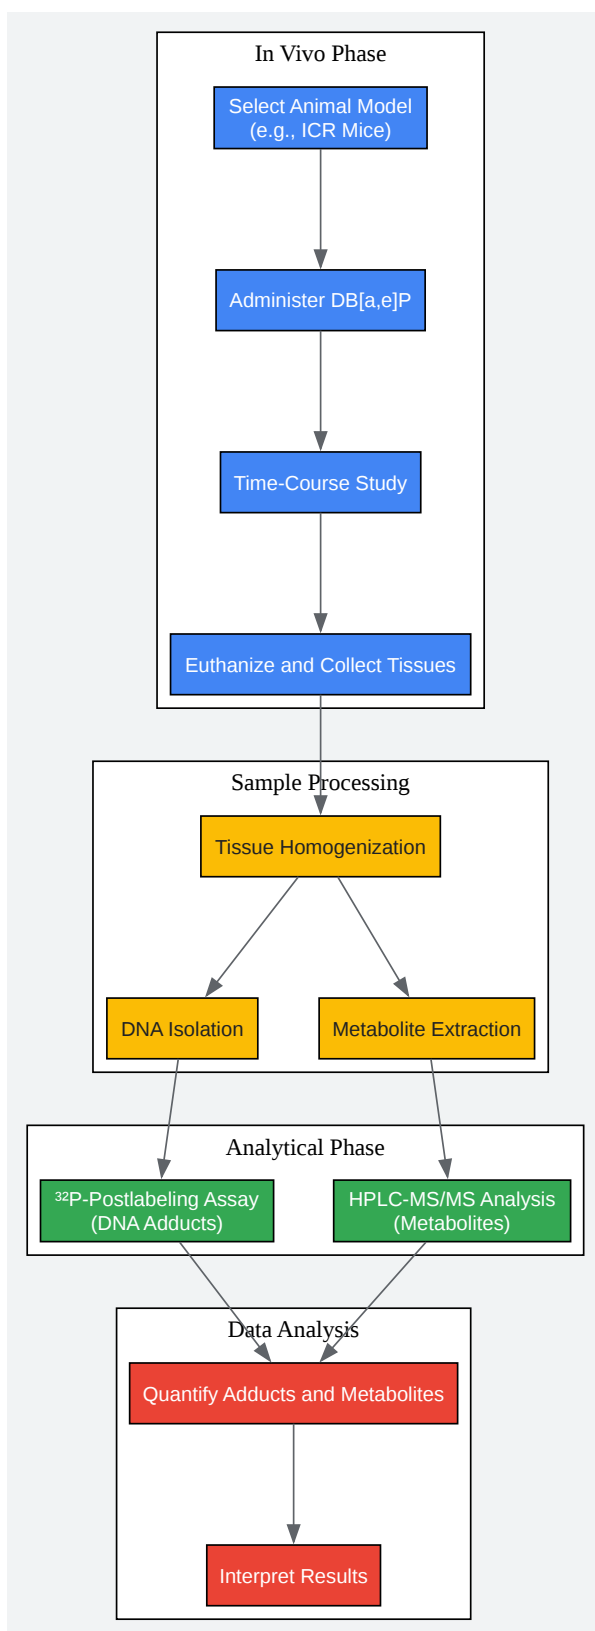 In Vivo Phase
Select Animal Model
(e.g., ICR Mice)
Administer DB[a,e]P
Time-Course Study
Euthanize and Collect Tissues
Sample Processing
Tissue Homogenization
DNA Isolation
Metabolite Extraction
Analytical Phase
³²P-Postlabeling Assay
(DNA Adducts)
HPLC-MS/MS Analysis
(Metabolites)
Data Analysis
Quantify Adducts and Metabolites
Interpret Results